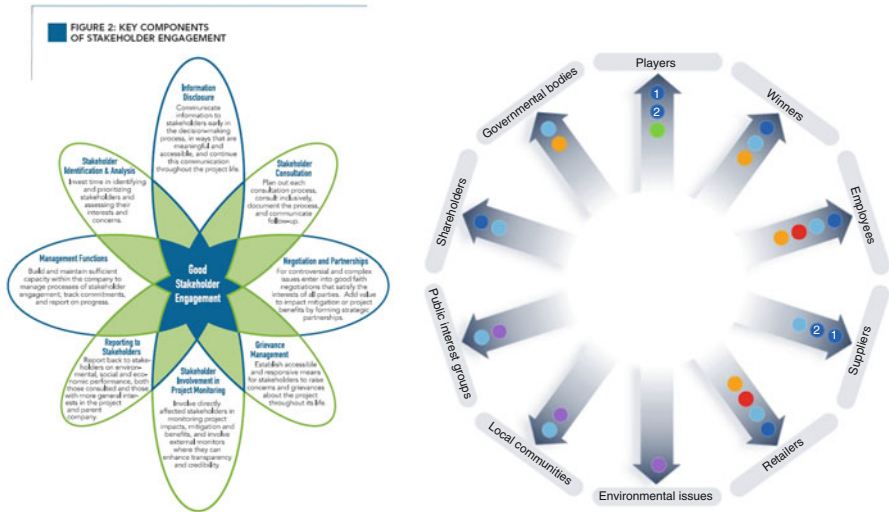 FIGURE 2: KEY COMPONENTS
OF STAKEHOLDER ENGAGEMENT
Information
Disclosure
Communicate
information to
stakeholders early in
the decision-making
process, in ways that
are meaningful and
accessible, and continue
this communication
throughout the project life.
Stakeholder
Consultation
Plan out each
consultation process,
consult inclusively,
document the process,
and communicate
follow-up.
Negotiation and Partnerships
For controversial and complex
issues enter into good faith
negotiations that satisfy the
interests of all parties. Add value
to impact mitigation or project
benefits by forming strategic
partnerships.
Grievance
Management
Establish accessible
and responsive means
for stakeholders to raise
concerns and grievances
about the project
throughout its life.
Stakeholder
Involvement in
Project Monitoring
Involve directly
affected stakeholders in
monitoring project
impacts, mitigation and
benefits, and involve
external monitors
where they can
enhance transparency
and credibility.
Reporting to
Stakeholders
Report back to stake-
holders on environ-
mental, social and eco-
nomic performance, both
those consulted and those
with more general inter-
ests in the project
and parent
company.
Management Functions
Build and maintain sufficient
capacity within the company to
manage processes of stakeholder
engagement, track commitments,
and report on progress.
Stakeholder
Identification & Analysis
Invest time in identifying
and prioritizing
stakeholders and
assessing their
interests and
concerns.
Good
Stakeholder
Engagement
Players
1
2
Winners
Employees
Suppliers
2 1
Retailers
Environmental issues
Local communities
Public interest groups
Shareholders
Governmental bodies